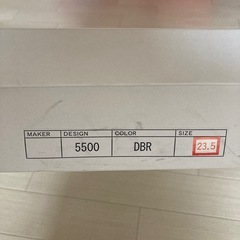 MAKER DESIGN COLOR SIZE
5500 DBR 23.5